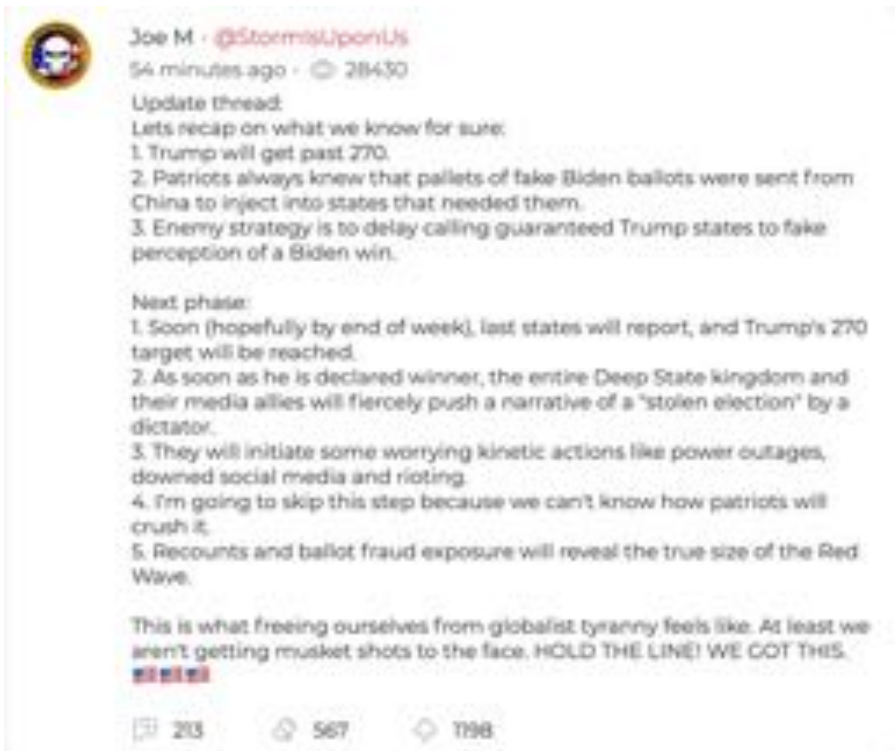 Joe M · @StormIsUponUs
54 minutes ago · 28430
Update thread:
Lets recap on what we know for sure:
1. Trump will get past 270.
2. Patriots always knew that pallets of fake Biden ballots were sent from
China to inject into states that needed them.
3. Enemy strategy is to delay calling guaranteed Trump states to fake
perception of a Biden win.
Next phase:
1. Soon (hopefully by end of week), last states will report, and Trump's 270
target will be reached.
2. As soon as he is declared winner, the entire Deep State kingdom and
their media allies will fiercely push a narrative of a "stolen election" by a
dictator.
3. They will initiate some worrying kinetic actions like power outages,
downed social media and rioting.
4. I'm going to skip this step because we can't know how patriots will
crush it.
5. Recounts and ballot fraud exposure will reveal the true size of the Red
Wave.
This is what freeing ourselves from globalist tyranny feels like. At least we
aren't getting musket shots to the face. HOLD THE LINE! WE GOT THIS.
🇺🇸🇺🇸🇺🇸
213 567 1198